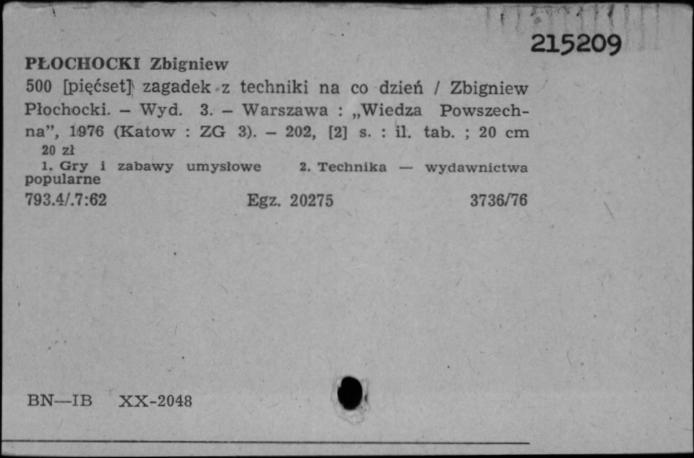 215209
PŁOCHOCKI Zbigniew
500 [pięćset] zagadek z techniki na co dzień / Zbigniew
Płochocki. – Wyd. 3. – Warszawa : „Wiedza Powszech-
na”, 1976 (Katow : ZG 3). – 202, [2] s. : il. tab. ; 20 cm
20 zł
1. Gry i zabawy umysłowe 2. Technika — wydawnictwa
popularne
793.4/.7:62 Egz. 20275 3736/76
BN—IB XX-2048